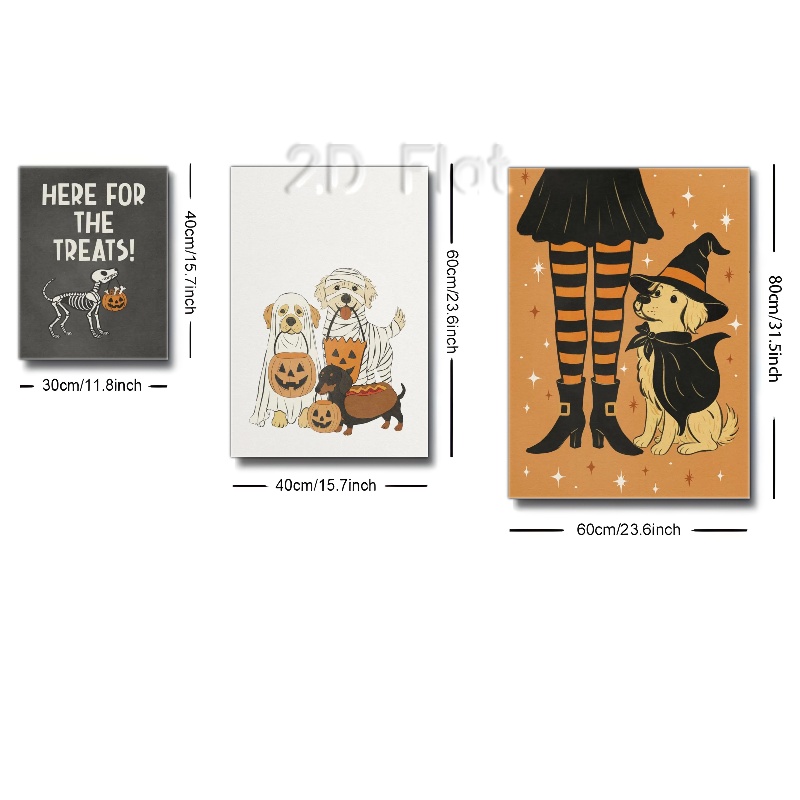 2.D Flat
HERE FOR
THE
TREATS!
40cm/15.7inch
30cm/11.8inch
60cm/23.6inch
40cm/15.7inch
80cm/31.5inch
60cm/23.6inch